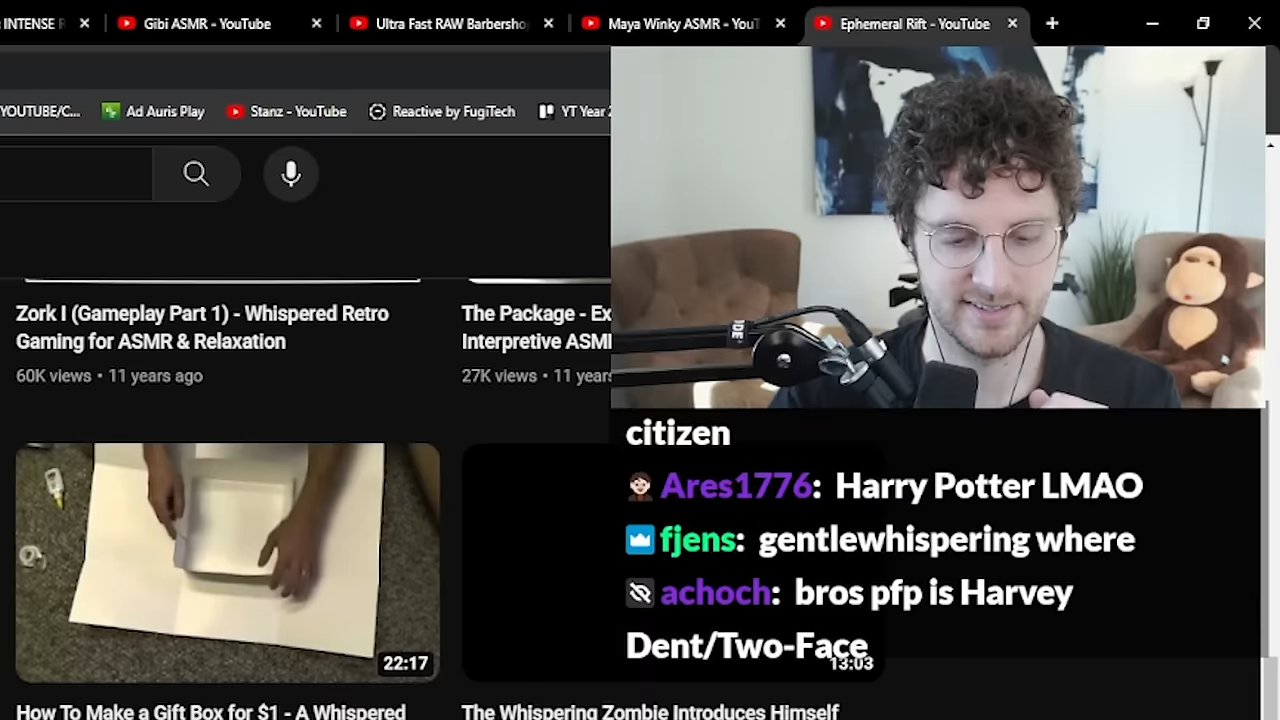 INTENSE F
Gibi ASMR - YouTube
Ultra Fast RAW Barbersho
Maya Winky ASMR - YouT
Ephemeral Rift - YouTube
YOUTUBE/C...
Ad Auris Play
Stanz - YouTube
Reactive by FugiTech
YT Year
Zork I (Gameplay Part 1) - Whispered Retro
Gaming for ASMR & Relaxation
60K views • 11 years ago
The Package - Ex
Interpretive ASM
27K views • 11 years
citizen
Ares1776: Harry Potter LMAO
fjens: gentlewhispering where
achoch: bros pfp is Harvey
Dent/Two-Face
22:17
13:03
How To Make a Gift Box for $1 - A Whispered
The Whispering Zombie Introduces Himself